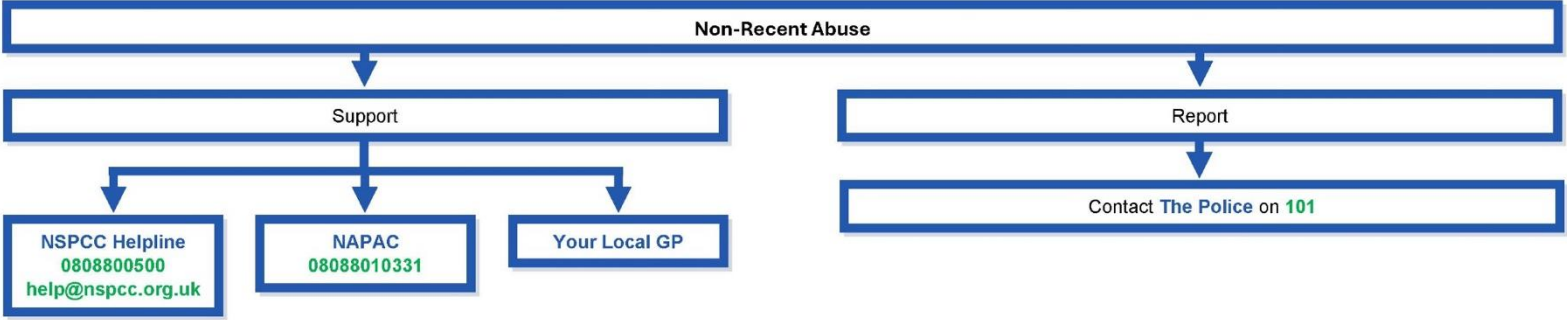 Non-Recent Abuse
Support
Report
NSPCC Helpline
0808800500
help@nspcc.org.uk
NAPAC
08088010331
Your Local GP
Contact The Police on 101